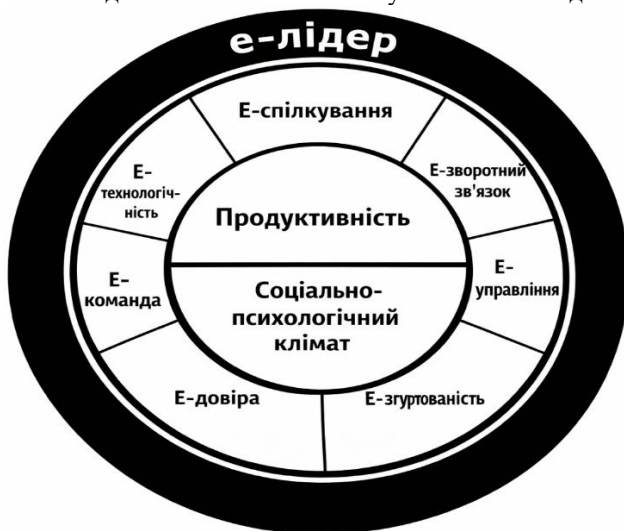 е-лідер
Е-спілкування
Е-
технологіч-
ність
Е-зворотний
зв'язок
Продуктивність
Е-
команда
Е-
управління
Соціально-
психологічний
клімат
Е-довіра
Е-згуртованість